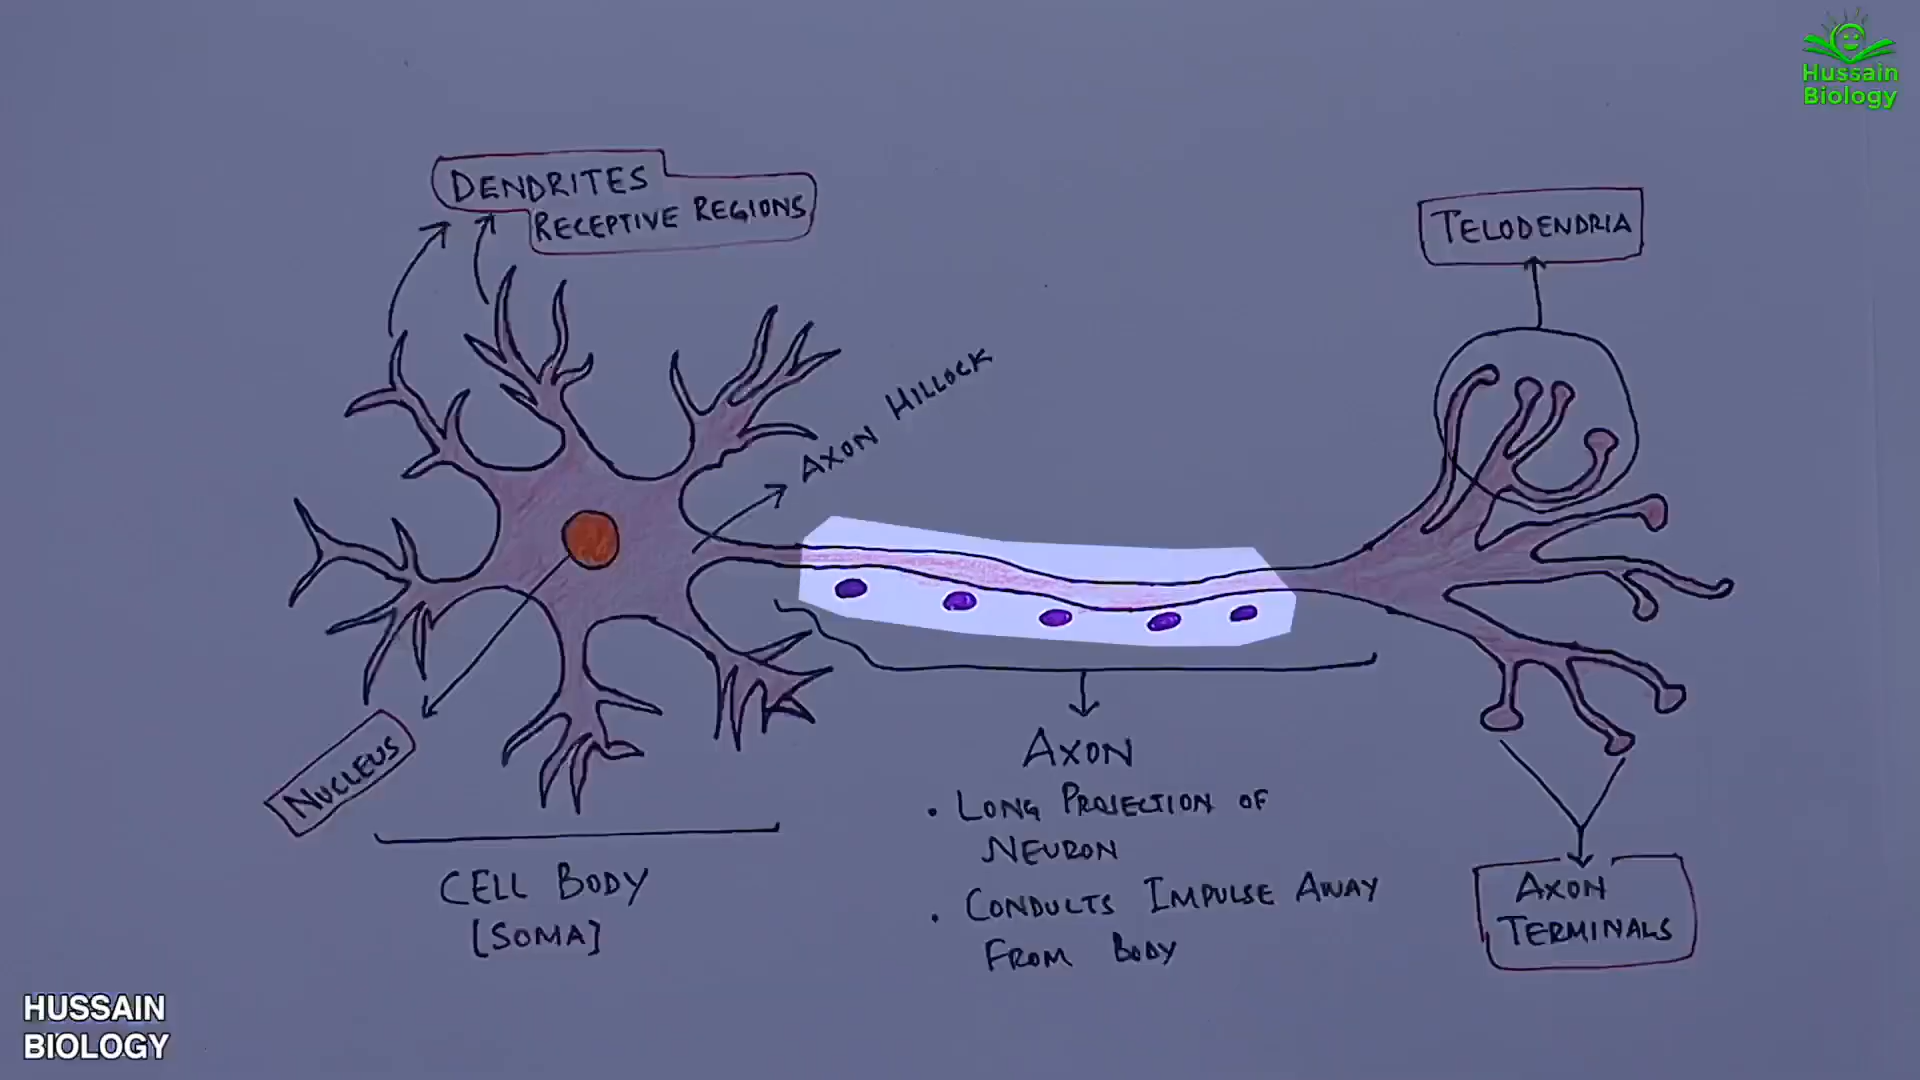 Hussain
Biology
DENDRITES
RECEPTIVE REGIONS
TELODENDRIA
AXON HILLOCK
NUCLEUS
CELL BODY
[SOMA]
AXON
. LONG PROJECTION OF
NEURON
. CONDUCTS IMPULSE AWAY
FROM BODY
AXON
TERMINALS
HUSSAIN
BIOLOGY